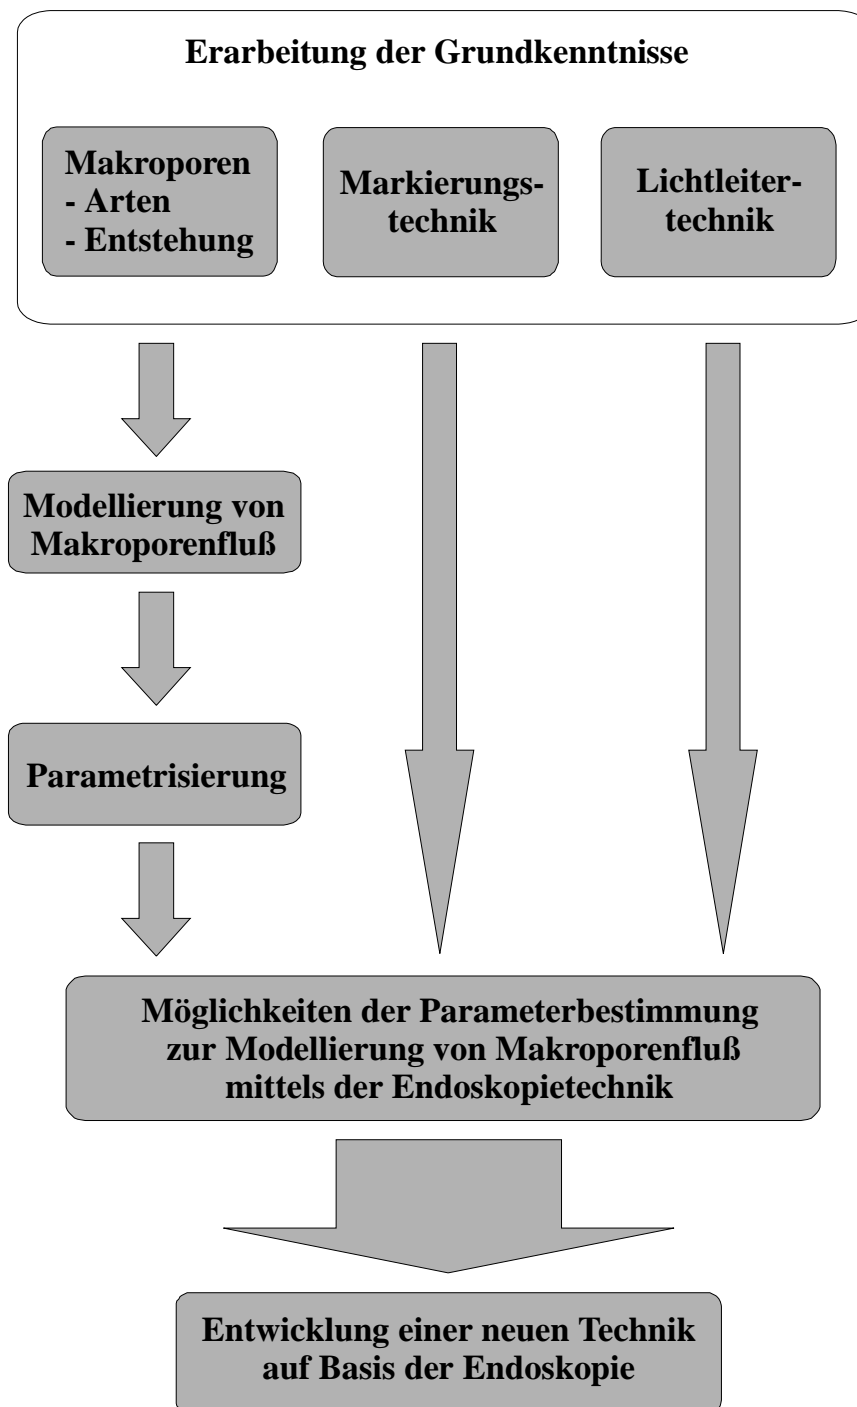 Erarbeitung der Grundkenntnisse
Makroporen
- Arten
- Entstehung
Markierungs-
technik
Lichtleiter-
technik
Modellierung von
Makroporenfluß
Parametrisierung
Möglichkeiten der Parameterbestimmung
zur Modellierung von Makroporenfluß
mittels der Endoskopietechnik
Entwicklung einer neuen Technik
auf Basis der Endoskopie